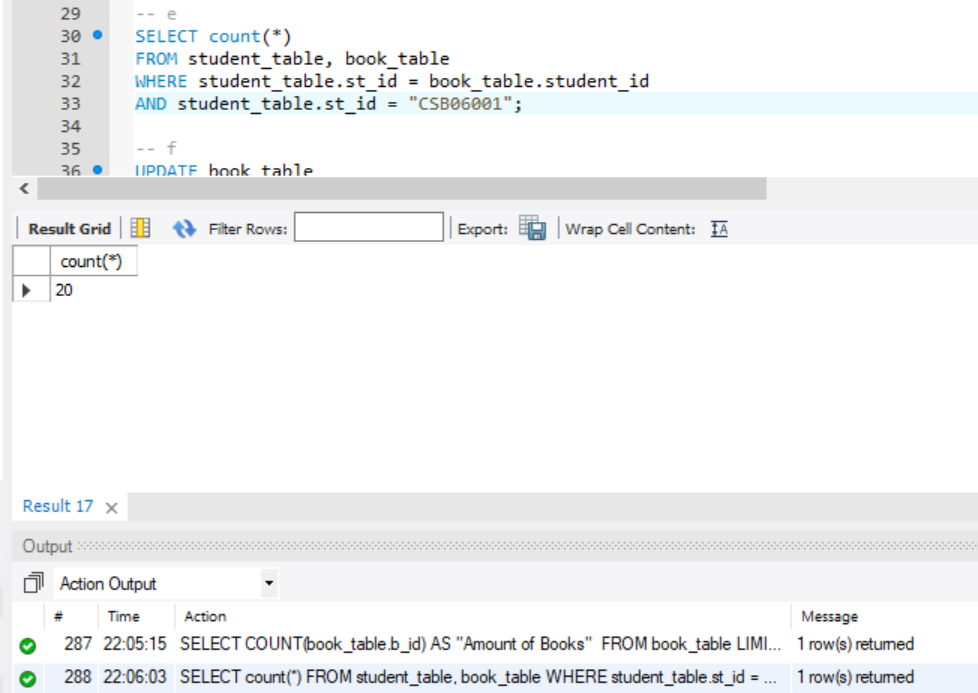 29 -- e
30 SELECT count(*)
31 FROM student_table, book_table
32 WHERE student_table.st_id = book_table.student_id
33 AND student_table.st_id = "CSB06001";
34
35 -- f
36 UPDATE book_table
Result Grid Filter Rows: Export: Wrap Cell Content: IA
count(*)
20
Result 17 ×
Output
Action Output
# Time Action Message
287 22:05:15 SELECT COUNT(book_table.b_id) AS "Amount of Books" FROM book_table LIMI... 1 row(s) returned
288 22:06:03 SELECT count(*) FROM student_table, book_table WHERE student_table.st_id = ... 1 row(s) returned